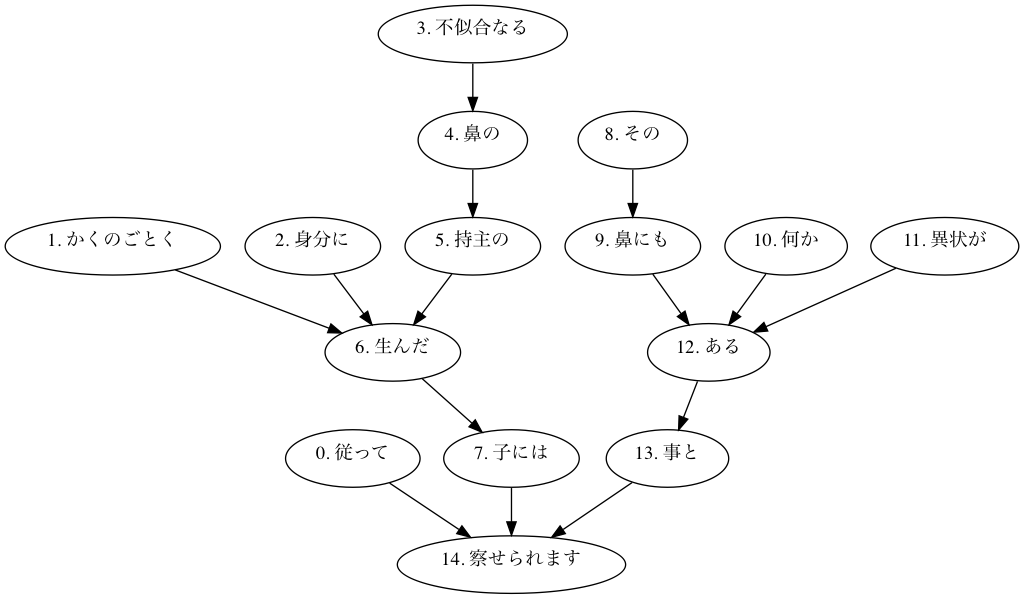 3. 不似合なる
4. 鼻の
8. その
1. かくのごとく
2. 身分に
5. 持主の
9. 鼻にも
10. 何か
11. 異状が
6. 生んだ
12. ある
0. 従って
7. 子には
13. 事と
14. 察せられます